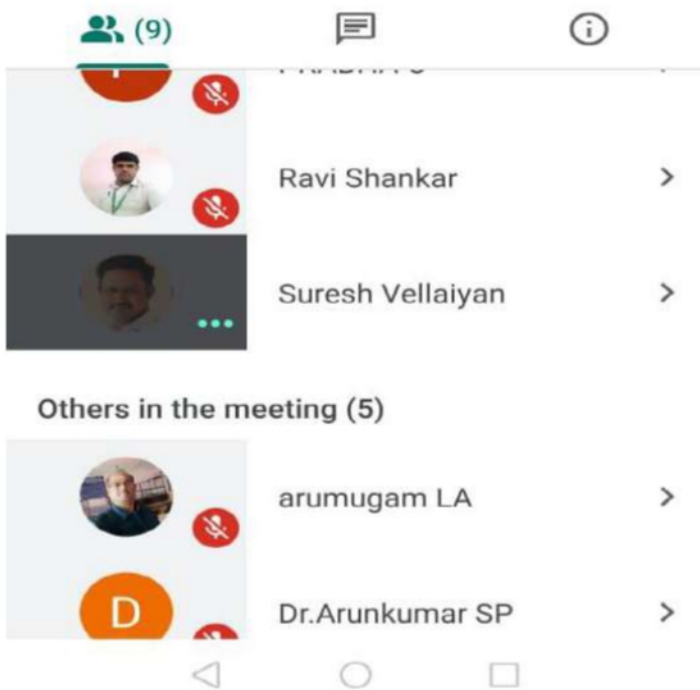 (9)
Ravi Shankar
Suresh Vellaiyan
Others in the meeting (5)
arumugam LA
D
Dr.Arunkumar SP